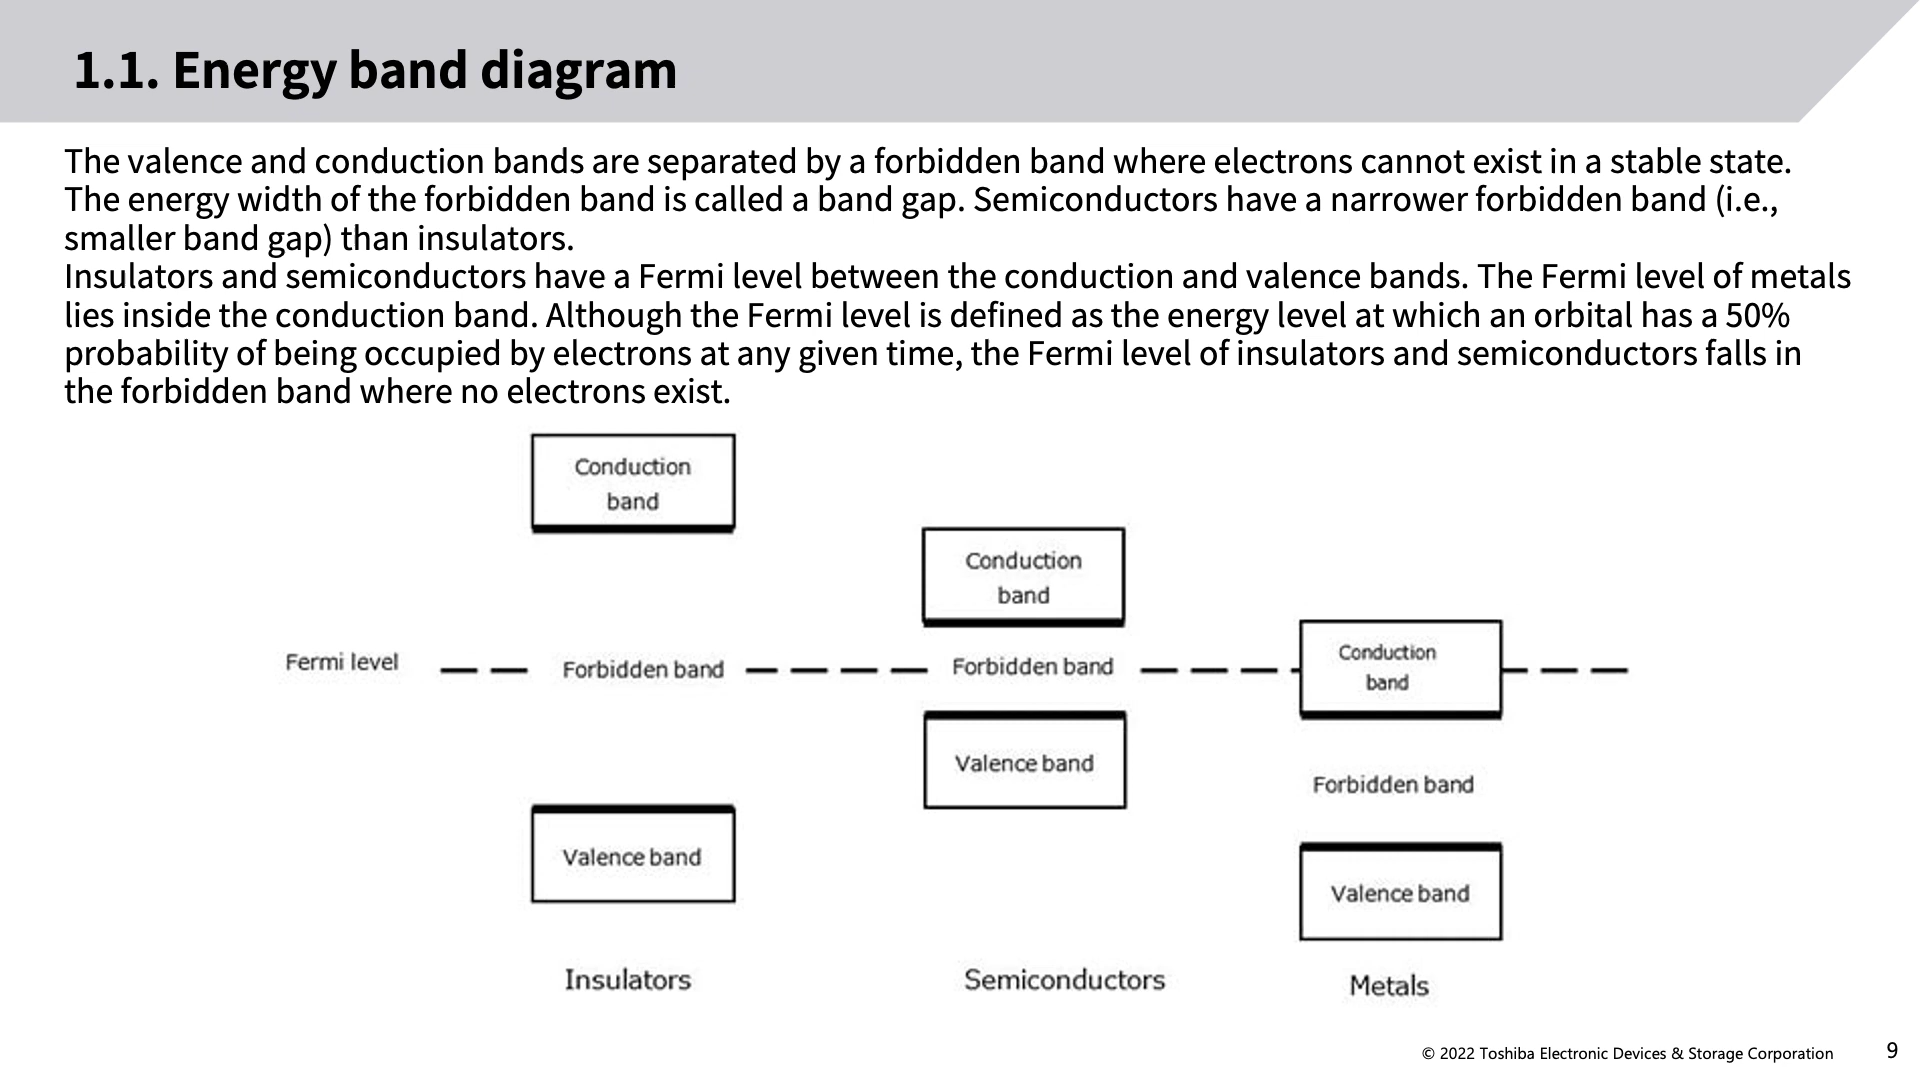 1.1. Energy band diagram
The valence and conduction bands are separated by a forbidden band where electrons cannot exist in a stable state.
The energy width of the forbidden band is called a band gap. Semiconductors have a narrower forbidden band (i.e.,
smaller band gap) than insulators.
Insulators and semiconductors have a Fermi level between the conduction and valence bands. The Fermi level of metals
lies inside the conduction band. Although the Fermi level is defined as the energy level at which an orbital has a 50%
probability of being occupied by electrons at any given time, the Fermi level of insulators and semiconductors falls in
the forbidden band where no electrons exist.
Conduction
band
Conduction
band
Conduction
band
Fermi level
Forbidden band
Forbidden band
Valence band
Forbidden band
Valence band
Valence band
Insulators
Semiconductors
Metals
© 2022 Toshiba Electronic Devices & Storage Corporation
9